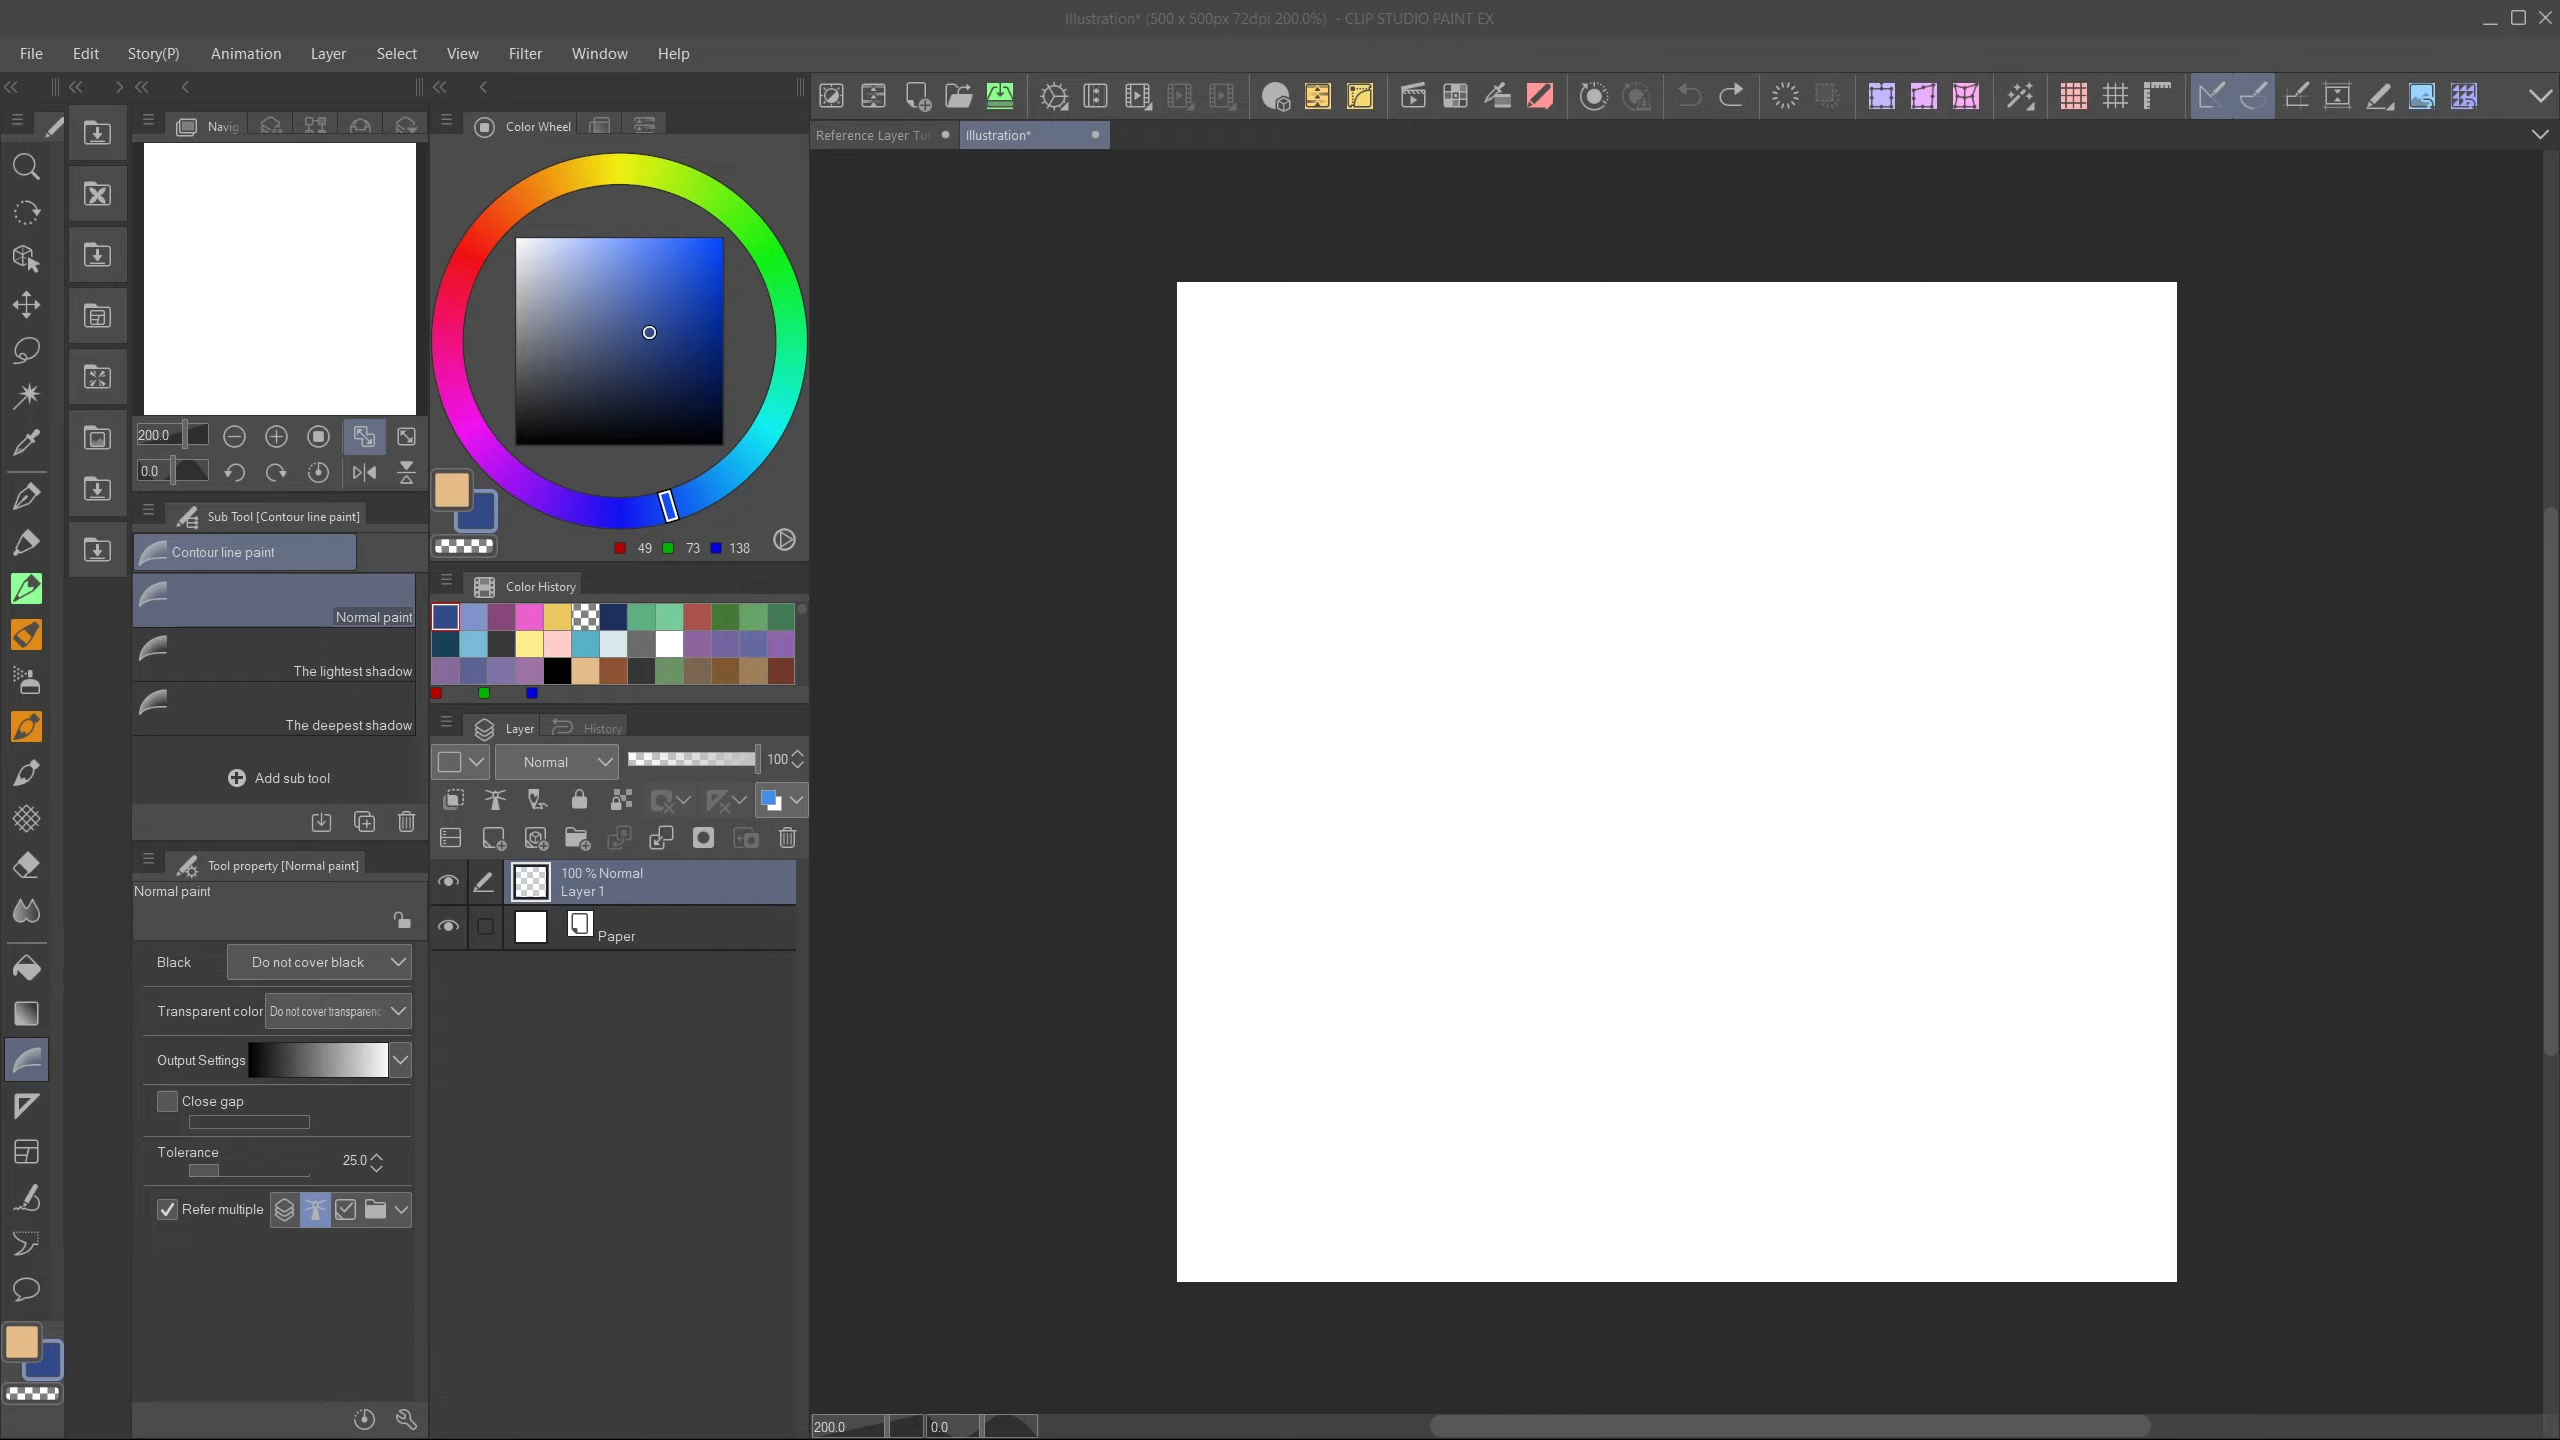 Illustration* (500 x 500px 72dpi 200.0%) - CLIP STUDIO PAINT EX
File Edit Story(P) Animation Layer Select View Filter Window Help
Navig
Color Wheel
Reference Layer Tu
Illustration*
200.0
0.0
Sub Tool [Contour line paint]
Contour line paint
Normal paint
The lightest shadow
The deepest shadow
Add sub tool
49 73 138
Color History
Layer
History
Normal
100
100 % Normal
Layer 1
Paper
Tool property [Normal paint]
Normal paint
Black
Do not cover black
Transparent color
Do not cover transparenc
Output Settings
Close gap
Tolerance
25.0
Refer multiple
200.0
0.0